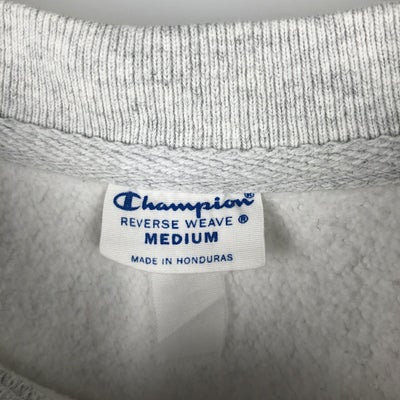 Champion®
REVERSE WEAVE®
MEDIUM
MADE IN HONDURAS